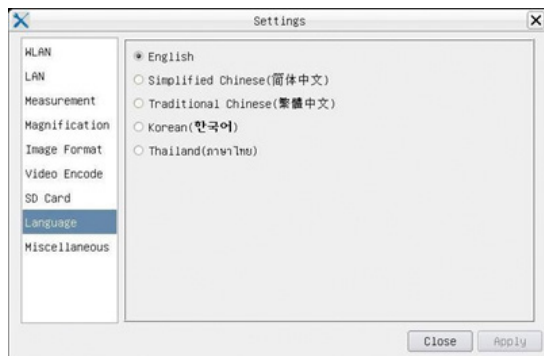 Settings
WLAN
LAN
Measurement
Magnification
Image Format
Video Encode
SD Card
Language
Miscellaneous
English
Simplified Chinese(简体中文)
Traditional Chinese(繁體中文)
Korean(한국어)
Thailand(ภาษาไทย)
Close
Apply